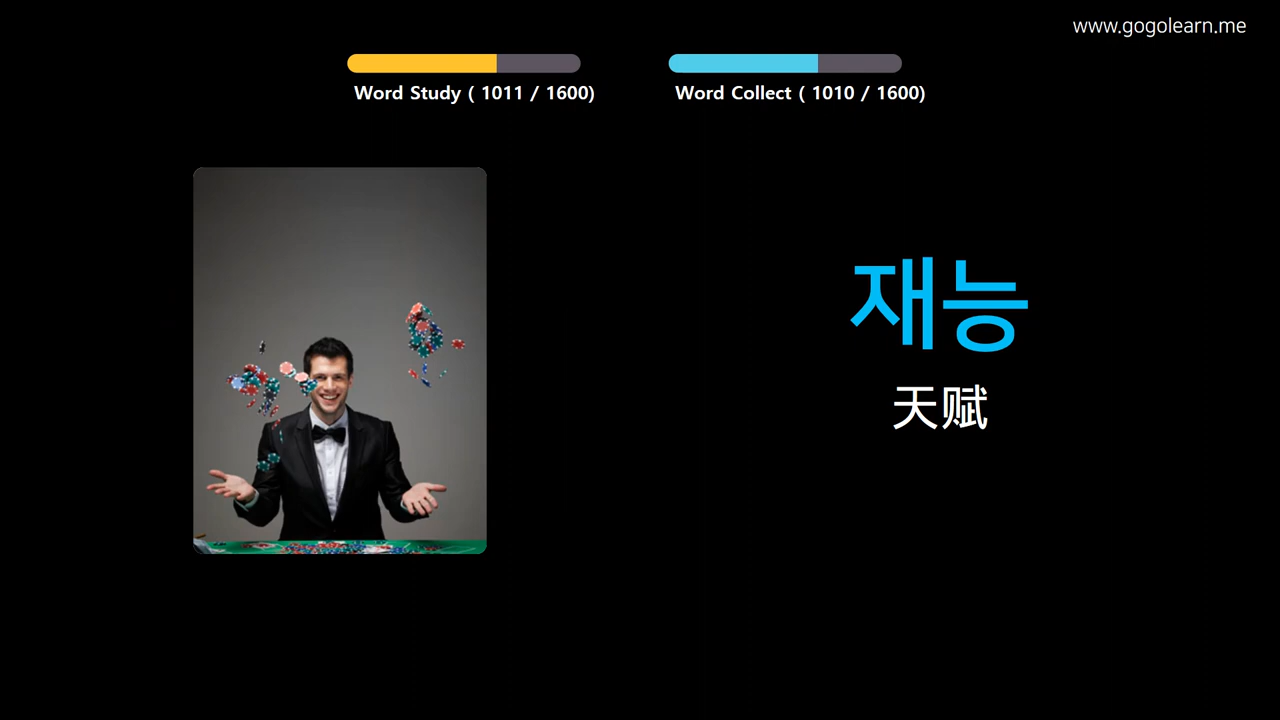 www.gogolearn.me
Word Study ( 1011 / 1600)
Word Collect ( 1010 / 1600)
재능
天赋